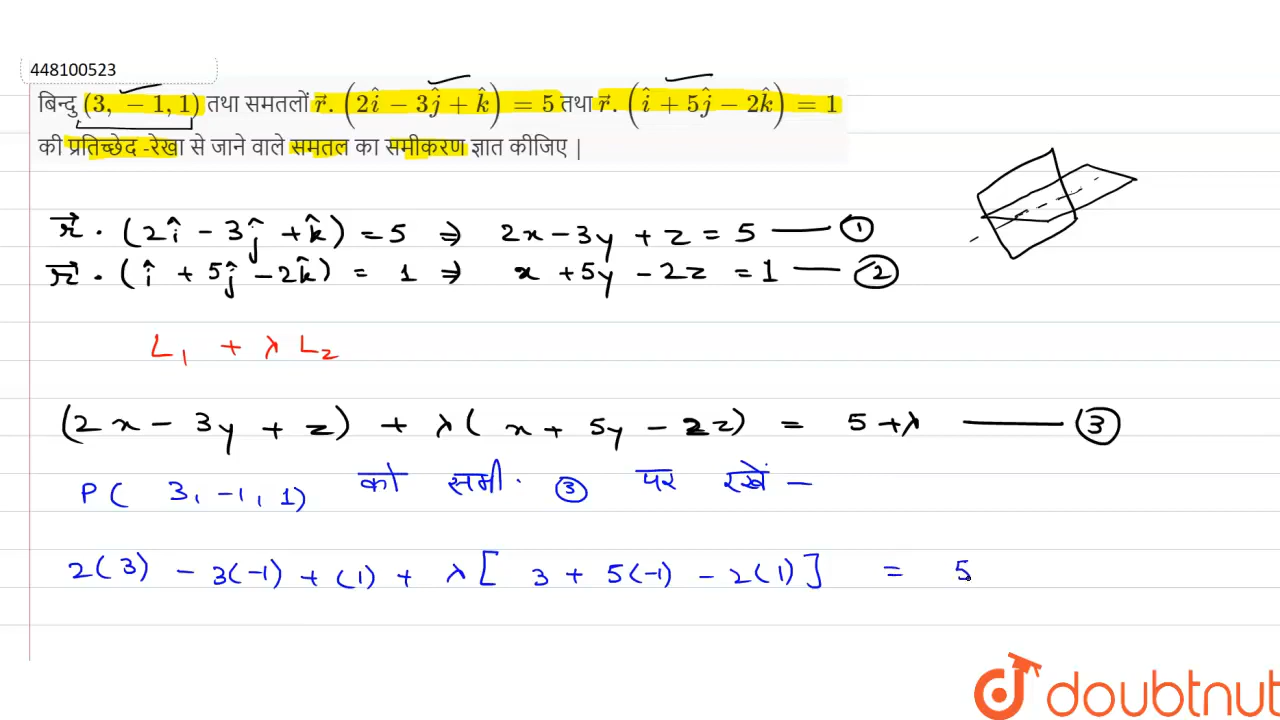 448100523
बिन्दु (3, −1, 1) तथा समतलों r⃗. (2î − 3ĵ + k̂) = 5 तथा r⃗. (î + 5ĵ − 2k̂) = 1
की प्रतिच्छेद -रेखा से जाने वाले समतल का समीकरण ज्ञात कीजिए |
r⃗ . (2î − 3ĵ + k̂) = 5 ⇒ 2x − 3y + z = 5 — ①
r⃗ . (î + 5ĵ − 2k̂) = 1 ⇒ x + 5y − 2z = 1 — ②
L₁ + λ L₂
(2x − 3y + z) + λ( x + 5y − 2z) = 5 + λ — ③
P( 3, −1, 1) को समी. ③ पर रखें −
2(3) − 3(−1) + (1) + λ[ 3 + 5(−1) − 2(1) ] = 5
doubtnut